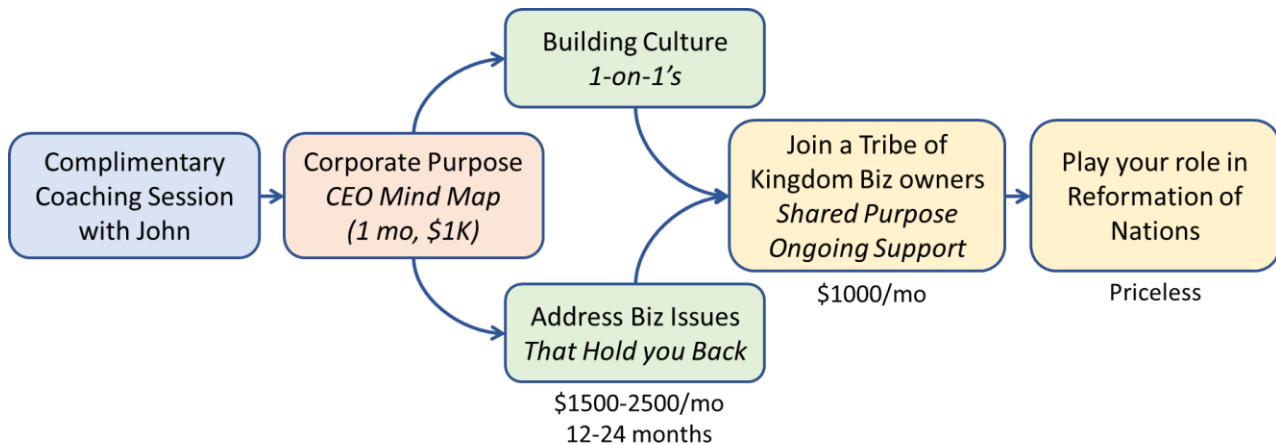 Complimentary
Coaching Session
with John
Corporate Purpose
CEO Mind Map
(1 mo, $1K)
Building Culture
1-on-1’s
Address Biz Issues
That Hold you Back
$1500-2500/mo
12-24 months
Join a Tribe of
Kingdom Biz owners
Shared Purpose
Ongoing Support
$1000/mo
Play your role in
Reformation of
Nations
Priceless